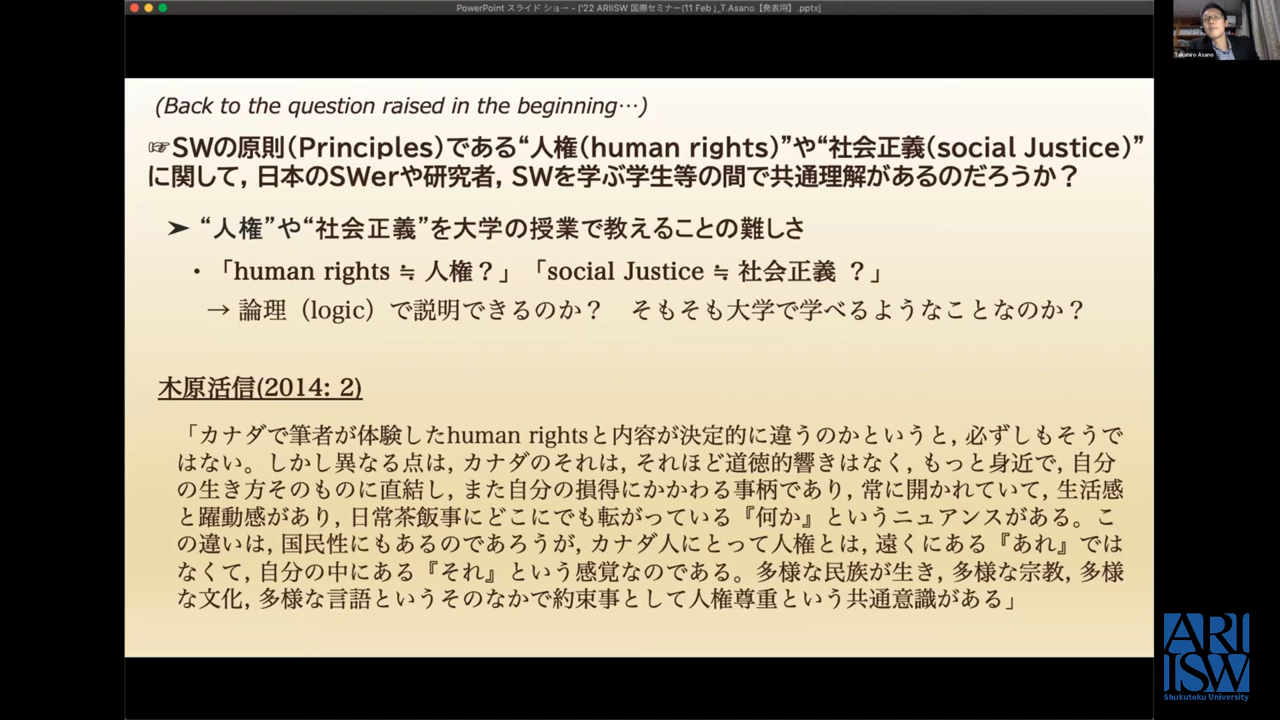 PowerPoint スライド ショー - ['22 ARIISW 国際セミナー(11 Feb )_T.Asano【発表用】.pptx]
Takahiro Asano
(Back to the question raised in the beginning…)
☞SWの原則（Principles）である“人権（human rights）”や“社会正義（social Justice）”
に関して，日本のSWerや研究者，SWを学ぶ学生等の間で共通理解があるのだろうか？
➤ “人権”や“社会正義”を大学の授業で教えることの難しさ
・「human rights ≒ 人権？」「social Justice ≒ 社会正義 ？」
→ 論理（logic）で説明できるのか？　そもそも大学で学べるようなことなのか？
木原活信(2014: 2)
「カナダで筆者が体験したhuman rightsと内容が決定的に違うのかというと，必ずしもそうで
はない。しかし異なる点は，カナダのそれは，それほど道徳的響きはなく，もっと身近で，自分
の生き方そのものに直結し，また自分の損得にかかわる事柄であり，常に開かれていて，生活感
と躍動感があり，日常茶飯事にどこにでも転がっている『何か』というニュアンスがある。こ
の違いは，国民性にもあるのであろうが，カナダ人にとって人権とは，遠くにある『あれ』では
なくて，自分の中にある『それ』という感覚なのである。多様な民族が生き，多様な宗教，多様
な文化，多様な言語というそのなかで約束事として人権尊重という共通意識がある」
ARI
ISW
Shukutoku University